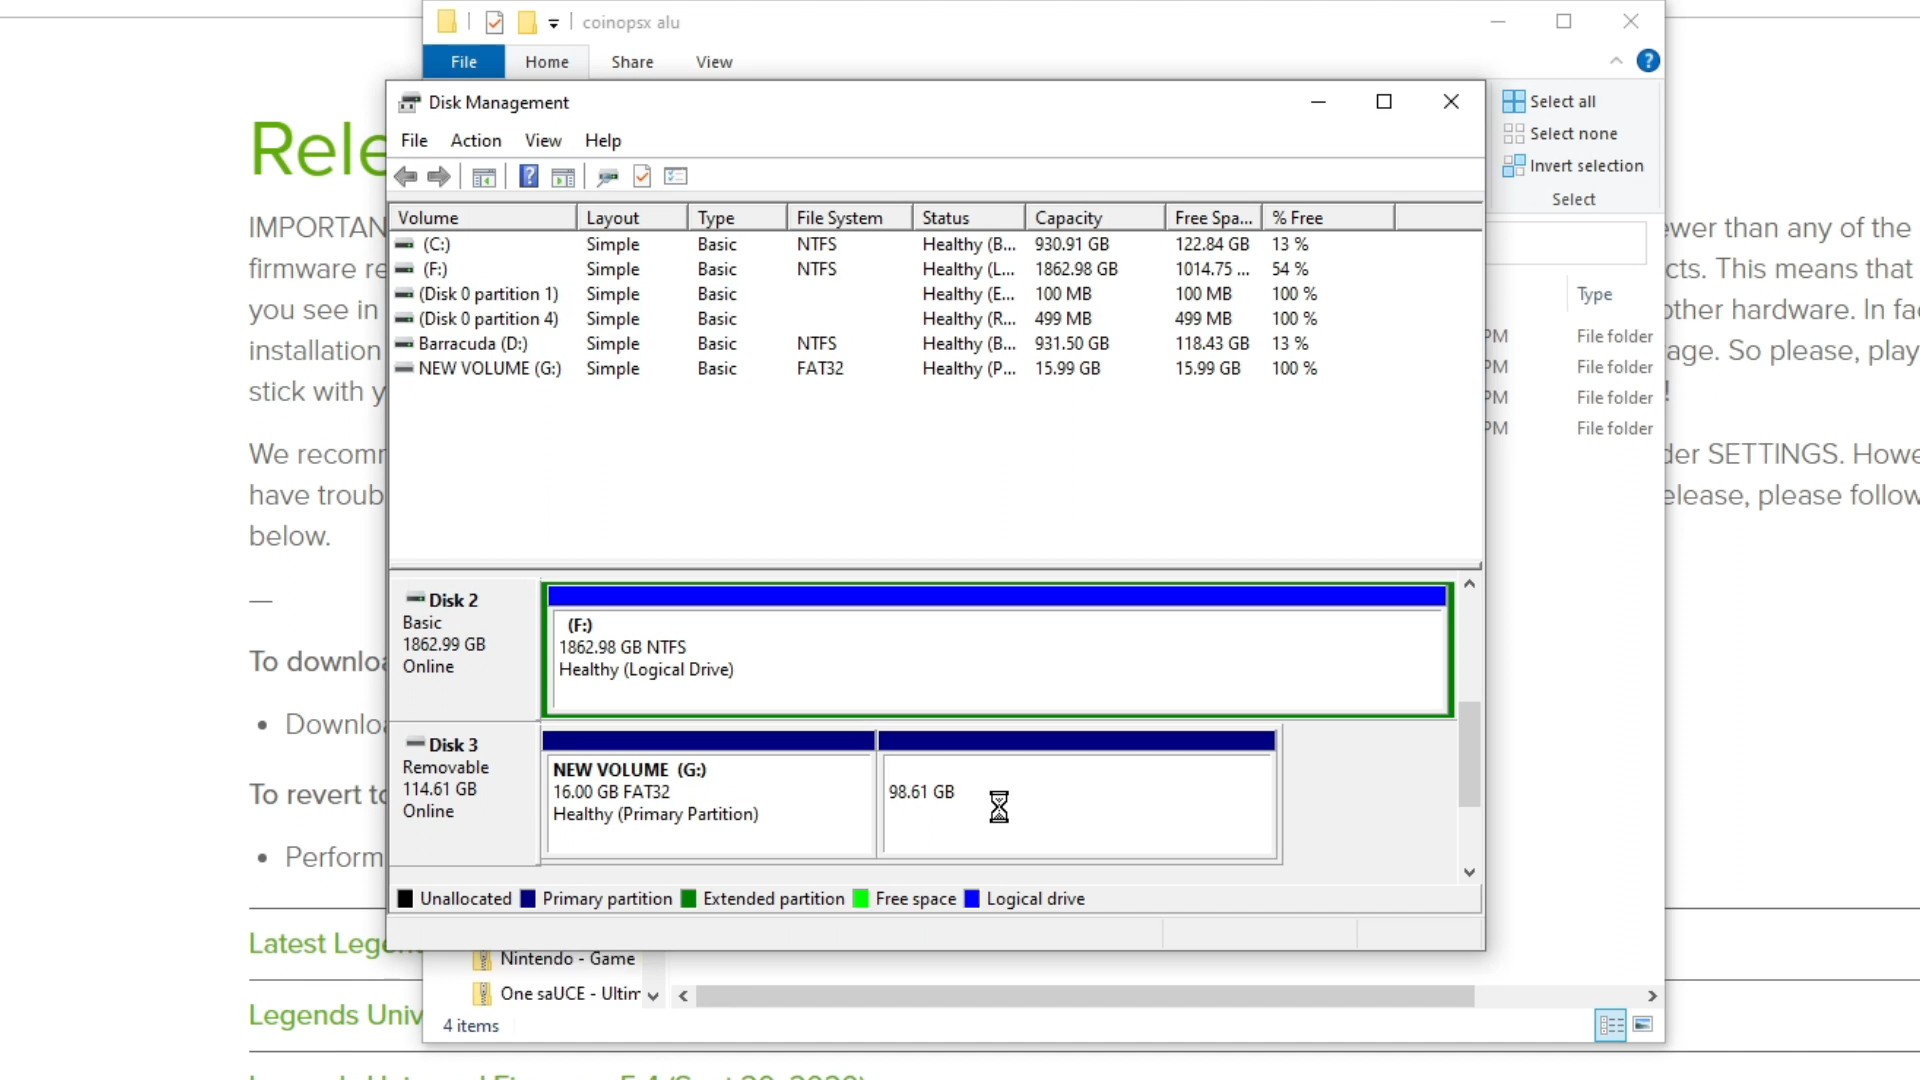 coinopsx alu
File Home Share View
Disk Management
File Action View Help
Select all
Select none
Invert selection
Select
Volume Layout Type File System Status Capacity Free Spa... % Free
(C:) Simple Basic NTFS Healthy (B... 930.91 GB 122.84 GB 13 %
(F:) Simple Basic NTFS Healthy (L... 1862.98 GB 1014.75 ... 54 %
(Disk 0 partition 1) Simple Basic Healthy (E... 100 MB 100 MB 100 %
(Disk 0 partition 4) Simple Basic Healthy (R... 499 MB 499 MB 100 %
Barracuda (D:) Simple Basic NTFS Healthy (B... 931.50 GB 118.43 GB 13 %
NEW VOLUME (G:) Simple Basic FAT32 Healthy (P... 15.99 GB 15.99 GB 100 %
Disk 2
Basic
1862.99 GB
Online
(F:)
1862.98 GB NTFS
Healthy (Logical Drive)
Disk 3
Removable
114.61 GB
Online
NEW VOLUME (G:)
16.00 GB FAT32
Healthy (Primary Partition)
98.61 GB
Unallocated Primary partition Extended partition Free space Logical drive
Type
PM File folder
PM File folder
PM File folder
PM File folder
Nintendo - Game
One saUCE - Ultim
4 items
Rele
IMPORTAN
firmware re
you see in
installation
stick with y
We recomm
have troub
below.
—
To downloa
• Downloa
To revert to
• Perform
Latest Lege
Legends Univ
ewer than any of the
cts. This means that
other hardware. In fac
age. So please, play
!
der SETTINGS. Howe
elease, please follow